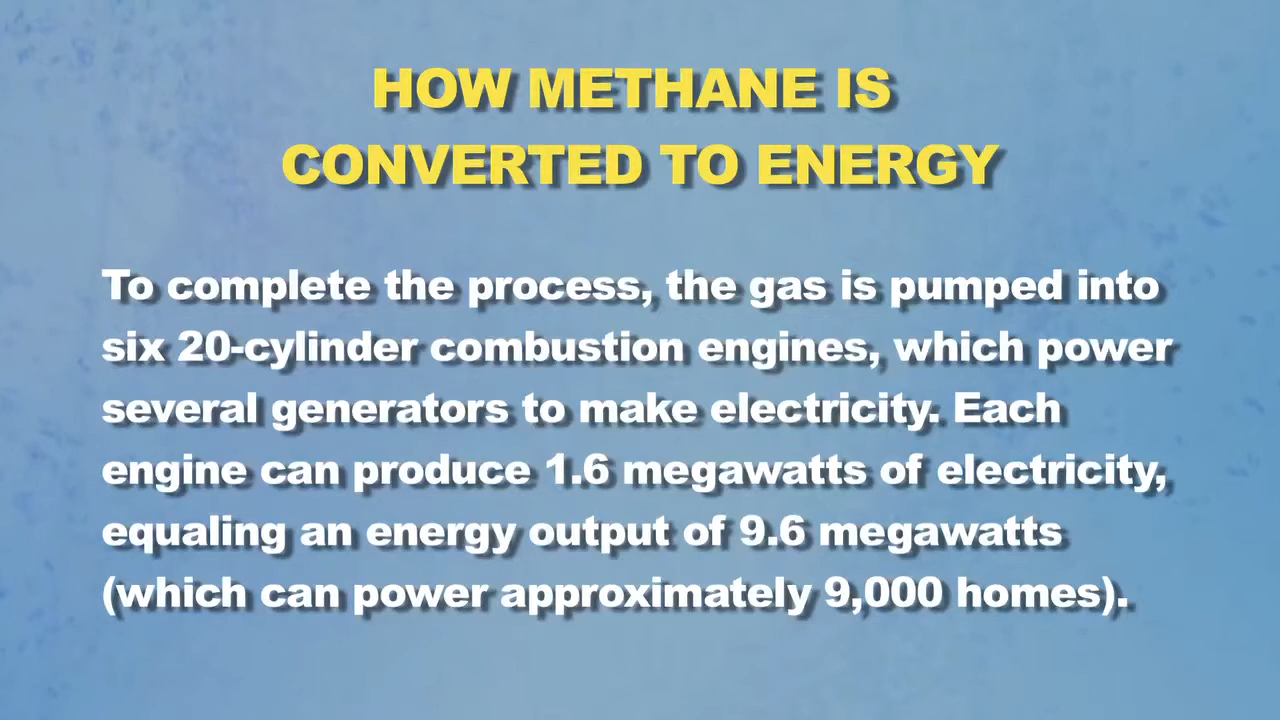 HOW METHANE IS
CONVERTED TO ENERGY
To complete the process, the gas is pumped into
six 20-cylinder combustion engines, which power
several generators to make electricity. Each
engine can produce 1.6 megawatts of electricity,
equaling an energy output of 9.6 megawatts
(which can power approximately 9,000 homes).